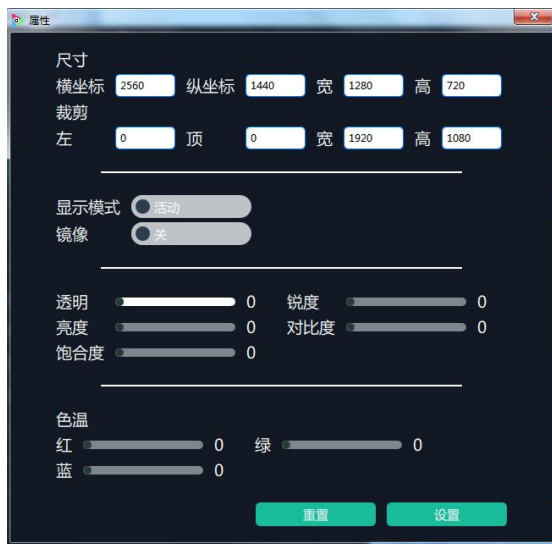 属性
尺寸
横坐标 2560 纵坐标 1440 宽 1280 高 720
裁剪
左 0 顶 0 宽 1920 高 1080
显示模式 活动
镜像 关
透明 0 锐度 0
亮度 0 对比度 0
饱合度 0
色温
红 0 绿 0
蓝 0
重置 设置